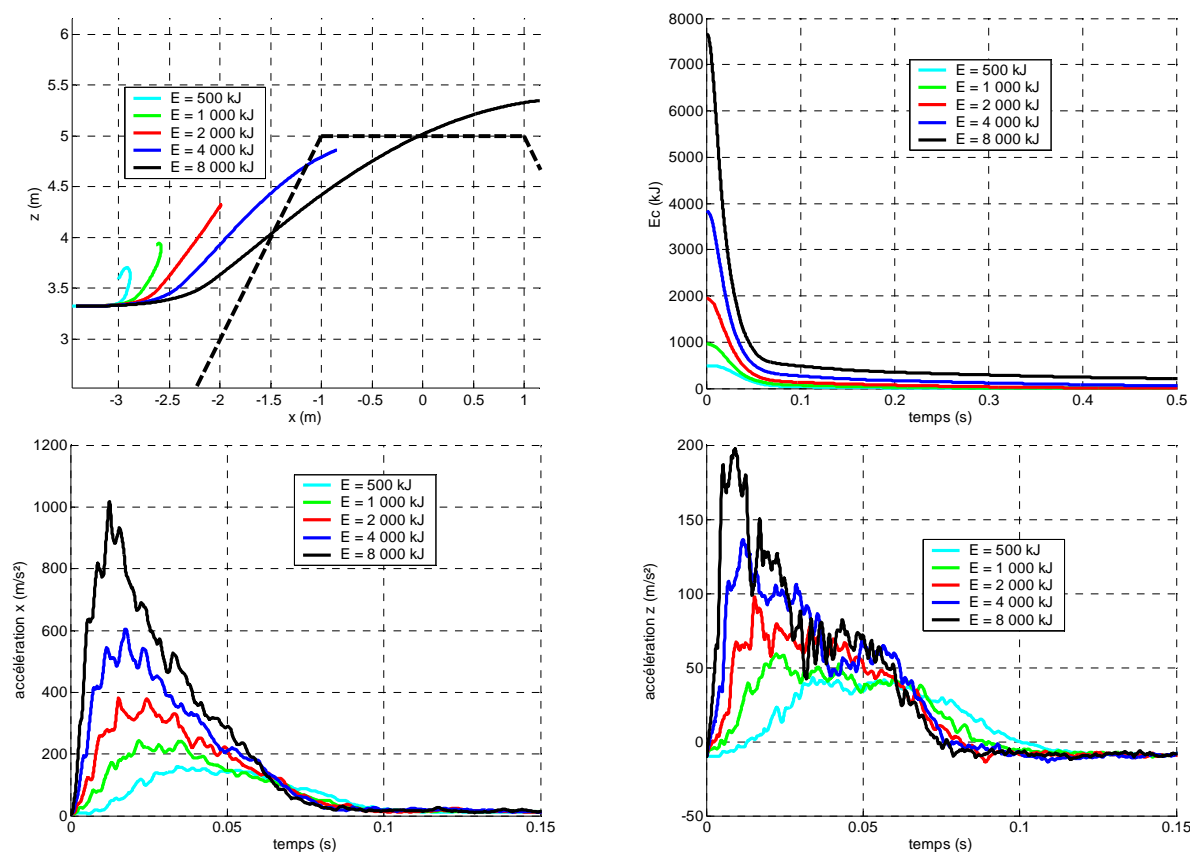 6
5.5
5
4.5
4
3.5
3
z (m)
E = 500 kJ
E = 1 000 kJ
E = 2 000 kJ
E = 4 000 kJ
E = 8 000 kJ
-3 -2.5 -2 -1.5 -1 -0.5 0 0.5 1
x (m)
8000
7000
6000
5000
4000
3000
2000
1000
0
Ec (kJ)
E = 500 kJ
E = 1 000 kJ
E = 2 000 kJ
E = 4 000 kJ
E = 8 000 kJ
0 0.1 0.2 0.3 0.4 0.5
temps (s)
1200
1000
800
600
400
200
0
accélération x (m/s²)
E = 500 kJ
E = 1 000 kJ
E = 2 000 kJ
E = 4 000 kJ
E = 8 000 kJ
0 0.05 0.1 0.15
temps (s)
200
150
100
50
0
-50
accélération z (m/s²)
E = 500 kJ
E = 1 000 kJ
E = 2 000 kJ
E = 4 000 kJ
E = 8 000 kJ
0 0.05 0.1 0.15
temps (s)